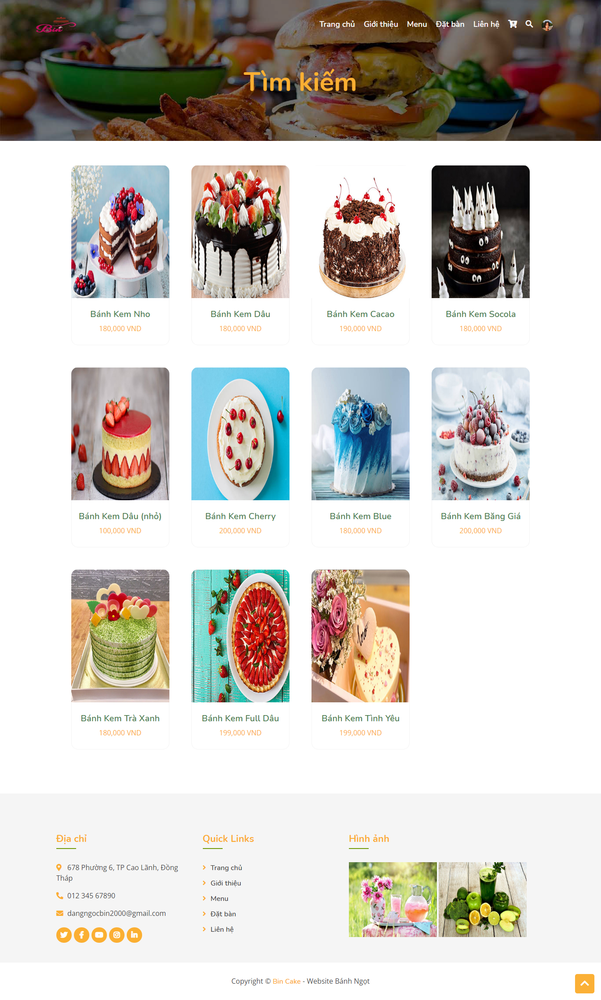 Bin
Trang chủ Giới thiệu Menu Đặt bàn Liên hệ
Tìm kiếm
Bánh Kem Nho
180,000 VND
Bánh Kem Dâu
180,000 VND
Bánh Kem Cacao
190,000 VND
Bánh Kem Socola
180,000 VND
Bánh Kem Dâu (nhỏ)
100,000 VND
Bánh Kem Cherry
200,000 VND
Bánh Kem Blue
180,000 VND
Bánh Kem Băng Giá
200,000 VND
Bánh Kem Trà Xanh
180,000 VND
Bánh Kem Full Dâu
199,000 VND
love
Bánh Kem Tình Yêu
199,000 VND
Địa chỉ
678 Phường 6, TP Cao Lãnh, Đồng
Tháp
012 345 67890
dangngocbin2000@gmail.com
Quick Links
Trang chủ
Giới thiệu
Menu
Đặt bàn
Liên hệ
Hình ảnh
Copyright © Bin Cake - Website Bánh Ngọt